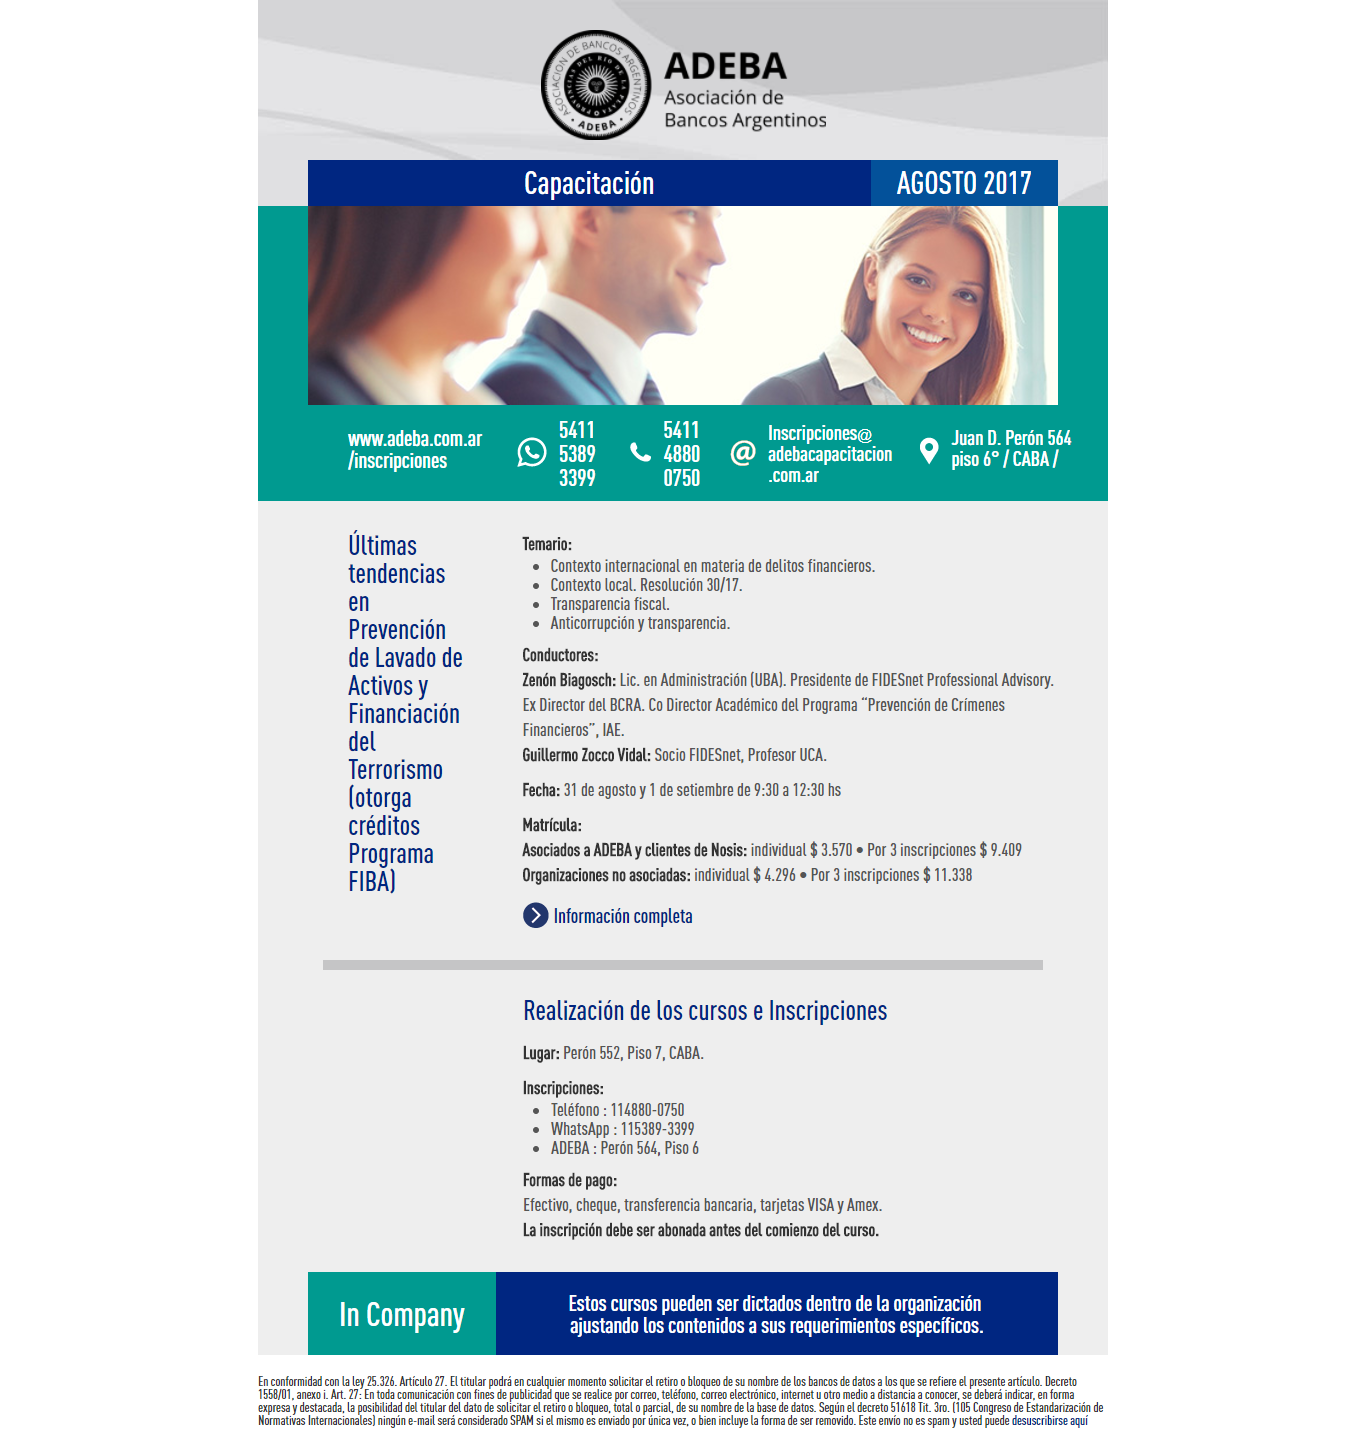 ASOCIACION DE BANCOS ARGENTINOS
PROVINCIAS DEL RIO DE LA PLATA
• ADEBA •
ADEBA
Asociación de
Bancos Argentinos
Capacitación
AGOSTO 2017
www.adeba.com.ar
/inscripciones
5411
5389
3399
5411
4880
0750
@
Inscripciones@
adebacapacitacion
.com.ar
Juan D. Perón 564
piso 6° / CABA /
Últimas
tendencias
en
Prevención
de Lavado de
Activos y
Financiación
del
Terrorismo
(otorga
créditos
Programa
FIBA)
Temario:
• Contexto internacional en materia de delitos financieros.
• Contexto local. Resolución 30/17.
• Transparencia fiscal.
• Anticorrupción y transparencia.
Conductores:
Zenón Biagosch: Lic. en Administración (UBA). Presidente de FIDESnet Professional Advisory.
Ex Director del BCRA. Co Director Académico del Programa “Prevención de Crímenes
Financieros”, IAE.
Guillermo Zocco Vidal: Socio FIDESnet, Profesor UCA.
Fecha: 31 de agosto y 1 de setiembre de 9:30 a 12:30 hs
Matrícula:
Asociados a ADEBA y clientes de Nosis: individual $ 3.570 • Por 3 inscripciones $ 9.409
Organizaciones no asociadas: individual $ 4.296 • Por 3 inscripciones $ 11.338
Información completa
Realización de los cursos e Inscripciones
Lugar: Perón 552, Piso 7, CABA.
Inscripciones:
• Teléfono : 114880-0750
• WhatsApp : 115389-3399
• ADEBA : Perón 564, Piso 6
Formas de pago:
Efectivo, cheque, transferencia bancaria, tarjetas VISA y Amex.
La inscripción debe ser abonada antes del comienzo del curso.
In Company
Estos cursos pueden ser dictados dentro de la organización
ajustando los contenidos a sus requerimientos específicos.
En conformidad con la ley 25.326. Artículo 27. El titular podrá en cualquier momento solicitar el retiro o bloqueo de su nombre de los bancos de datos a los que se refiere el presente artículo. Decreto
1558/01, anexo i. Art. 27: En toda comunicación con fines de publicidad que se realice por correo, teléfono, correo electrónico, internet u otro medio a distancia a conocer, se deberá indicar, en forma
expresa y destacada, la posibilidad del titular del dato de solicitar el retiro o bloqueo, total o parcial, de su nombre de la base de datos. Según el decreto 51618 Tit. 3ro. (105 Congreso de Estandarización de
Normativas Internacionales) ningún e-mail será considerado SPAM si el mismo es enviado por única vez, o bien incluye la forma de ser removido. Este envío no es spam y usted puede desuscribirse aquí